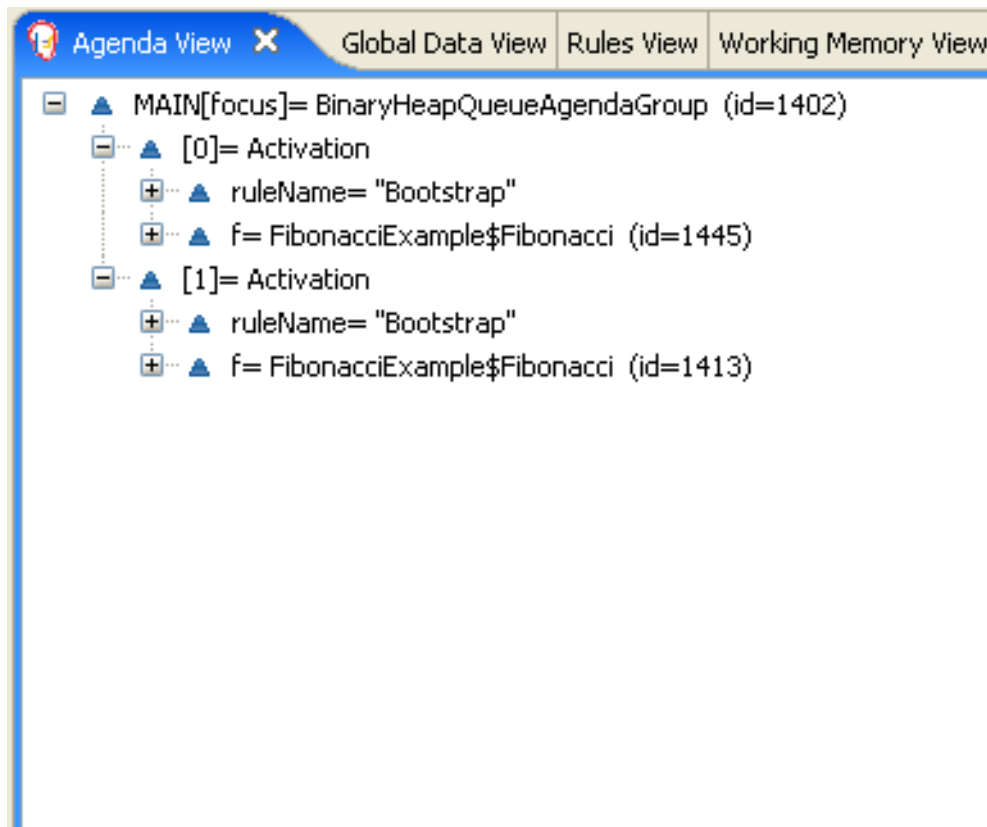 Agenda View Global Data View Rules View Working Memory View
MAIN[focus]= BinaryHeapQueueAgendaGroup (id=1402)
[0]= Activation
ruleName= "Bootstrap"
f= FibonacciExample$Fibonacci (id=1445)
[1]= Activation
ruleName= "Bootstrap"
f= FibonacciExample$Fibonacci (id=1413)